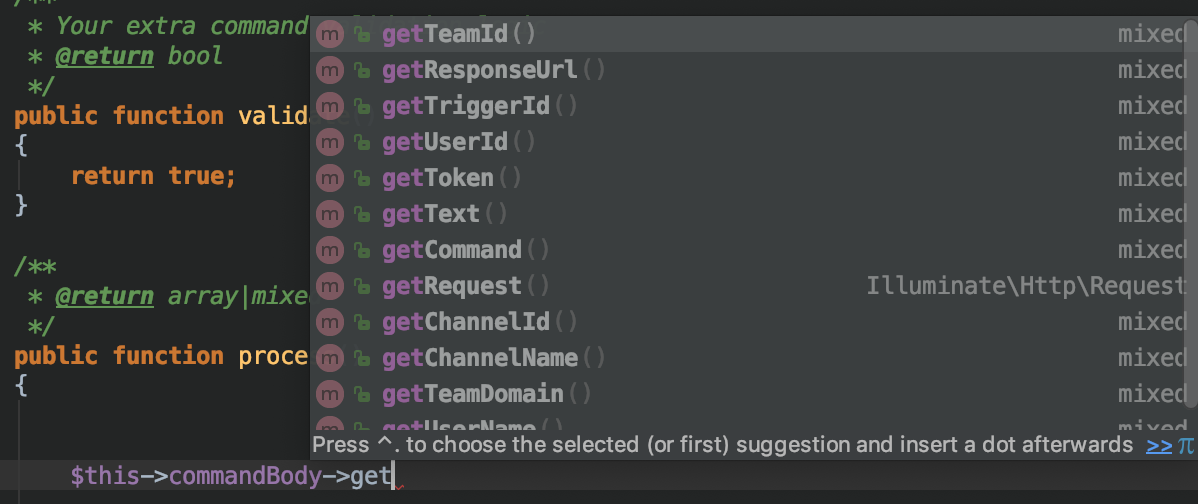 /**
* Your extra command
* @return bool
*/
public function valid
{
return true;
}
/**
* @return array|mixe
*/
public function proce
{
$this->commandBody->get
m getTeamId() mixed
m getResponseUrl() mixed
m getTriggerId() mixed
m getUserId() mixed
m getToken() mixed
m getText() mixed
m getCommand() mixed
m getRequest() Illuminate\Http\Request
m getChannelId() mixed
m getChannelName() mixed
m getTeamDomain() mixed
m getUserName() mixed
Press ^. to choose the selected (or first) suggestion and insert a dot afterwards >> π